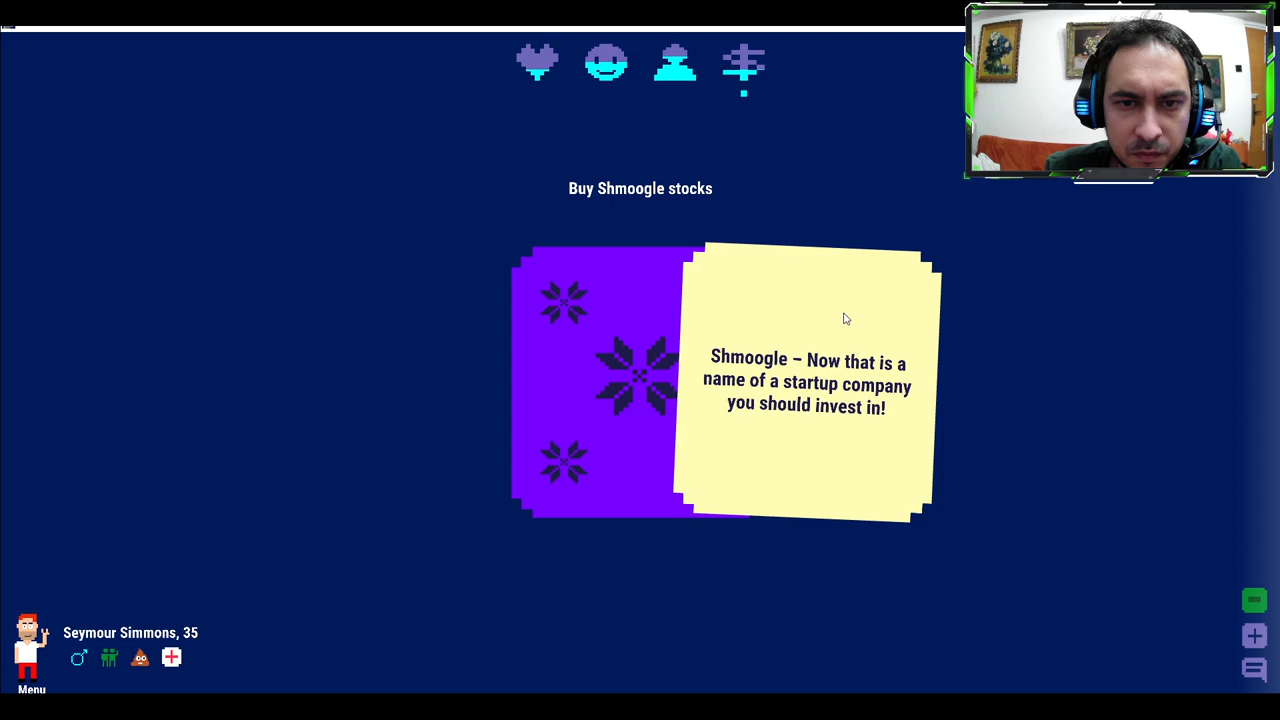 Buy Shmoogle stocks
Shmoogle – Now that is a
name of a startup company
you should invest in!
Seymour Simmons, 35
Menu